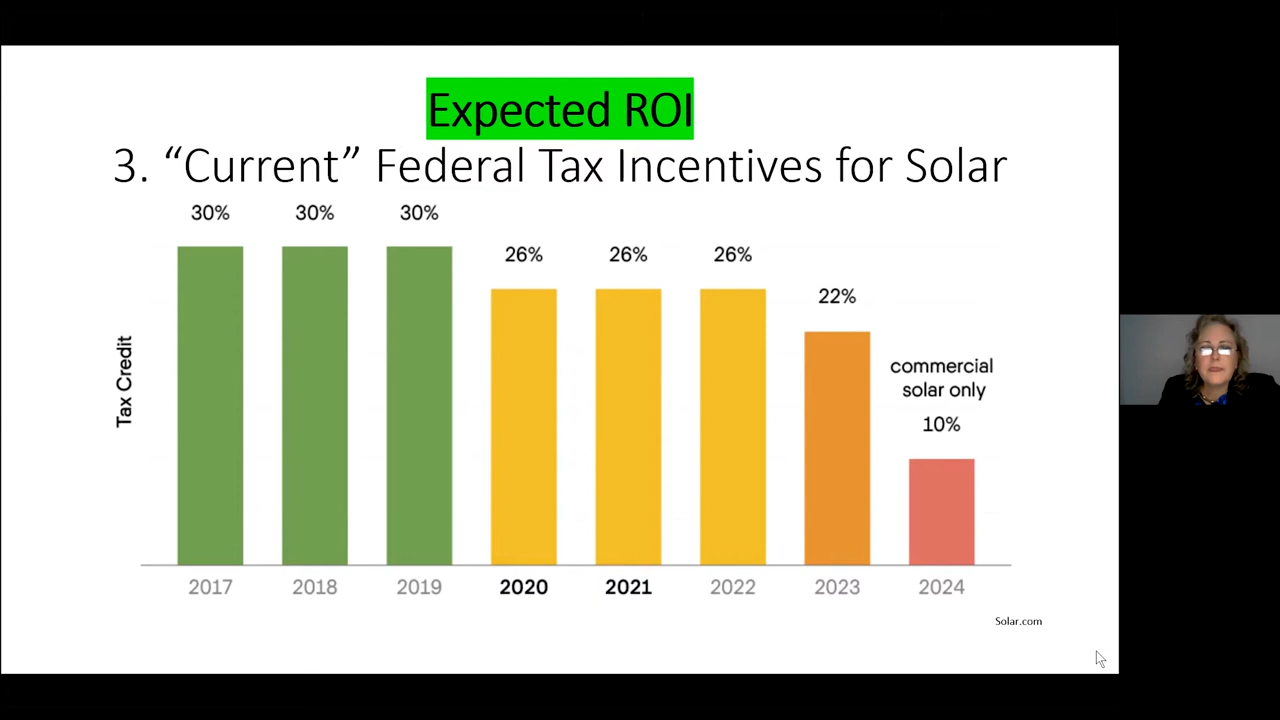 Expected ROI
3. “Current” Federal Tax Incentives for Solar
30% 30% 30%
26% 26% 26%
22%
commercial
solar only
10%
Tax Credit
2017 2018 2019 2020 2021 2022 2023 2024
Solar.com